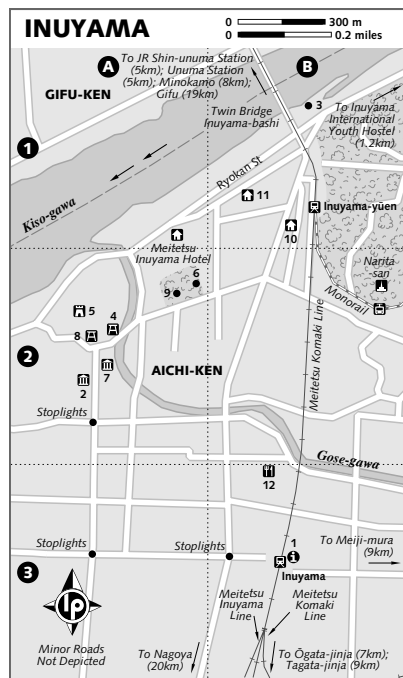 INUYAMA
0 300 m
0 0.2 miles
A
B
To JR Shin-unuma Station
(5km); Unuma Station
(5km); Minokamo (8km);
Gifu (19km)
GIFU-KEN
3
Twin Bridge
Inuyama-bashi
To Inuyama
International
Youth Hostel
(1.2km)
1
Ryokan St
Kiso-gawa
11
Inuyama-yūen
10
Meitetsu
Inuyama Hotel
Narita
san
6
9
Monorail
5
4
8
Meitetsu Komaki Line
2
7
2
AICHI-KEN
Stoplights
Gose-gawa
12
1
To Meiji-mura
(9km)
Stoplights
Stoplights
i
3
Inuyama
lp
Meitetsu
Inuyama
Line
Meitetsu
Komaki
Line
Minor Roads
Not Depicted
To Nagoya
(20km)
To Ōgata-jinja (7km);
Tagata-jinja (9km)